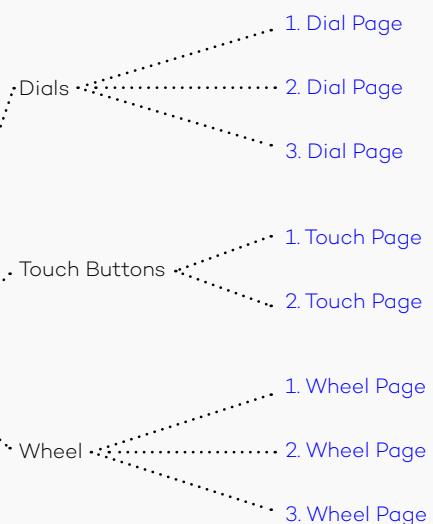 1. Dial Page
Dials
2. Dial Page
3. Dial Page
1. Touch Page
Touch Buttons
2. Touch Page
1. Wheel Page
Wheel
2. Wheel Page
3. Wheel Page